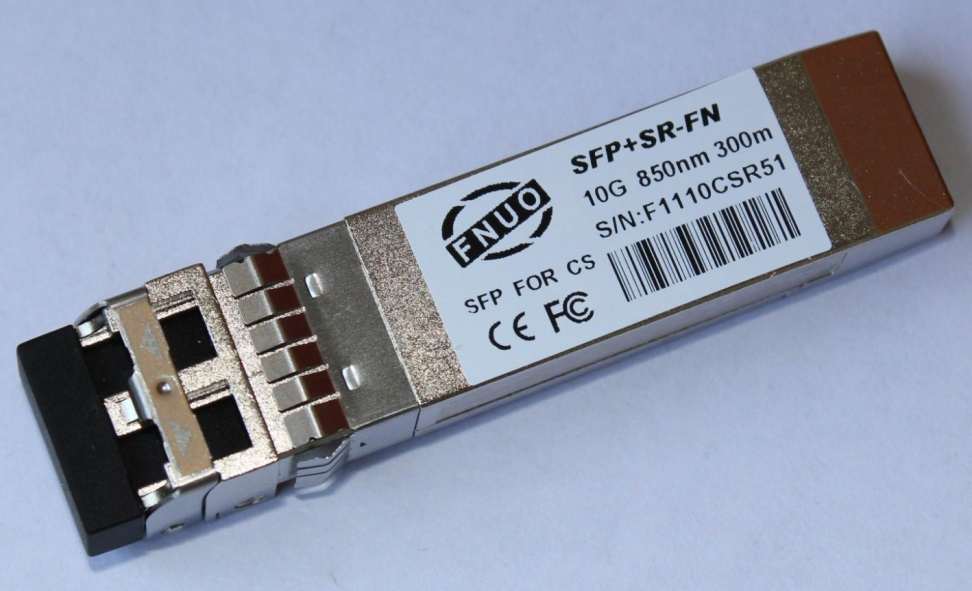 SFP+SR-FN
10G 850nm 300m
S/N:F1110CSR51
FNUO
SFP FOR CS
CE FC